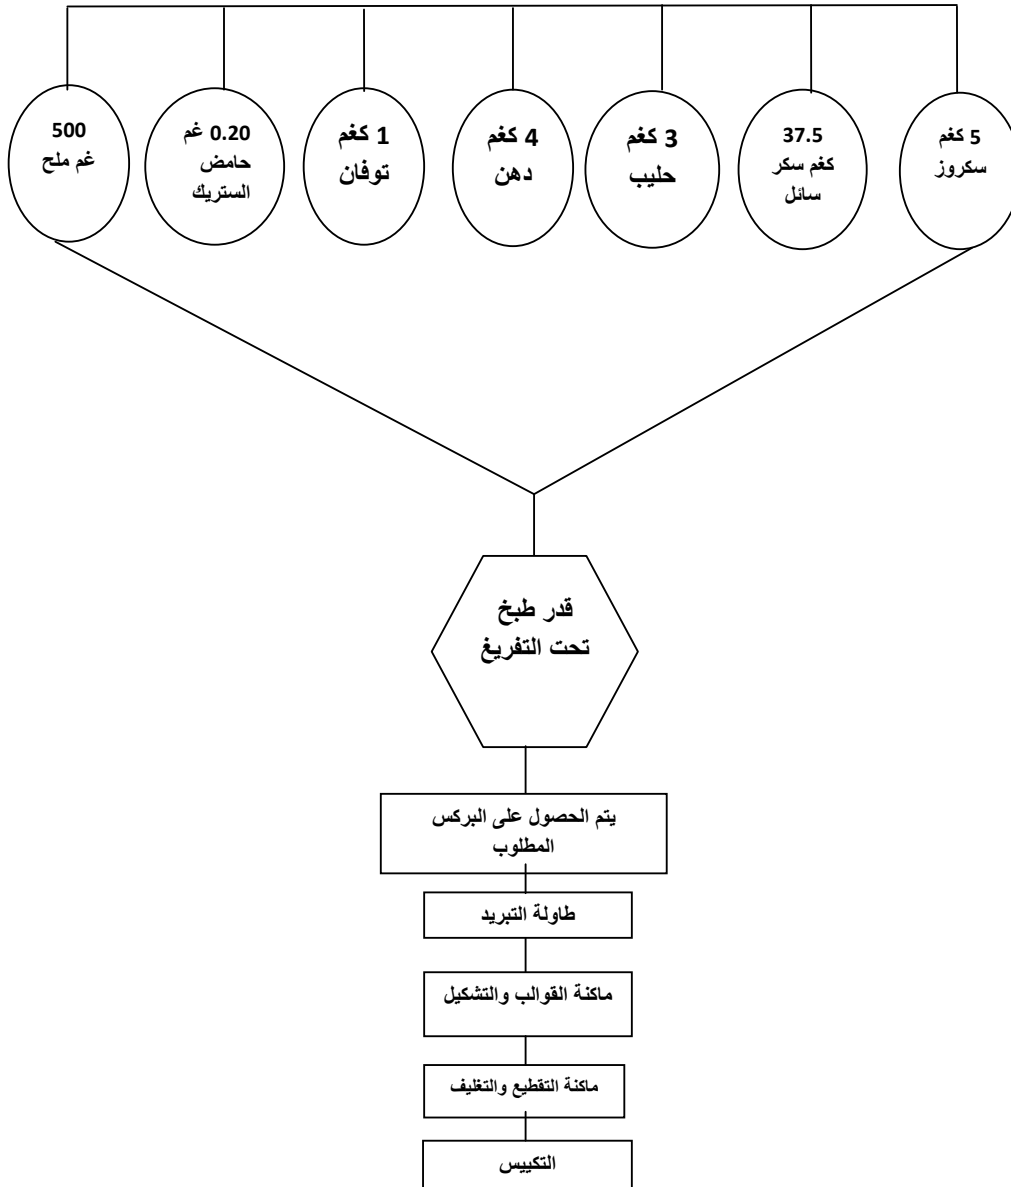 5 كغم
سكروز
37.5
كغم سكر
سائل
3 كغم
حليب
4 كغم
دهن
1 كغم
توفان
0.20 غم
حامض
الستريك
500
غم ملح
قدر طبخ
تحت التفريغ
يتم الحصول على البركس
المطلوب
طاولة التبريد
ماكنة القوالب والتشكيل
ماكنة التقطيع والتغليف
التكييس